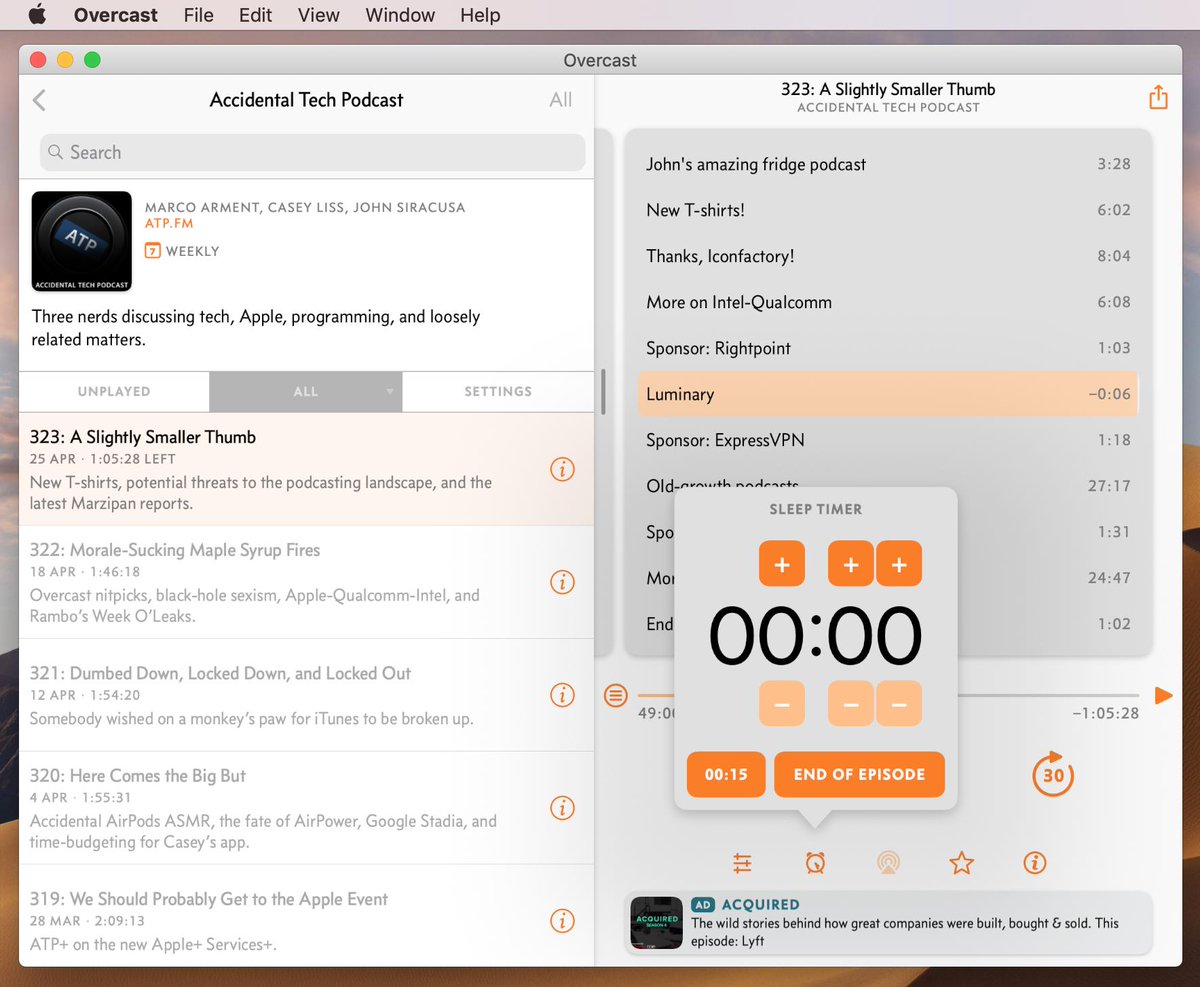 Overcast File Edit View Window Help
Overcast
Accidental Tech Podcast All
Search
ATP
ACCIDENTAL TECH PODCAST
MARCO ARMENT, CASEY LISS, JOHN SIRACUSA
ATP.FM
7 WEEKLY
Three nerds discussing tech, Apple, programming, and loosely
related matters.
UNPLAYED ALL SETTINGS
323: A Slightly Smaller Thumb
25 APR · 1:05:28 LEFT
New T-shirts, potential threats to the podcasting landscape, and the
latest Marzipan reports.
322: Morale-Sucking Maple Syrup Fires
18 APR · 1:46:18
Overcast nitpicks, black-hole sexism, Apple-Qualcomm-Intel, and
Rambo's Week O'Leaks.
321: Dumbed Down, Locked Down, and Locked Out
12 APR · 1:54:20
Somebody wished on a monkey's paw for iTunes to be broken up.
320: Here Comes the Big But
4 APR · 1:55:31
Accidental AirPods ASMR, the fate of AirPower, Google Stadia, and
time-budgeting for Casey's app.
319: We Should Probably Get to the Apple Event
28 MAR · 2:09:13
ATP+ on the new Apple+ Services+.
323: A Slightly Smaller Thumb
ACCIDENTAL TECH PODCAST
John's amazing fridge podcast 3:28
New T-shirts! 6:02
Thanks, Iconfactory! 8:04
More on Intel-Qualcomm 6:08
Sponsor: Rightpoint 1:03
Luminary −0:06
Sponsor: ExpressVPN 1:18
Old-growth podcasts 27:17
Spo 1:31
Mor 24:47
End 1:02
SLEEP TIMER
+ + +
00:00
− − −
00:15 END OF EPISODE
49:00 −1:05:28
30
ACQUIRED
AD ACQUIRED
The wild stories behind how great companies were built, bought & sold. This
episode: Lyft